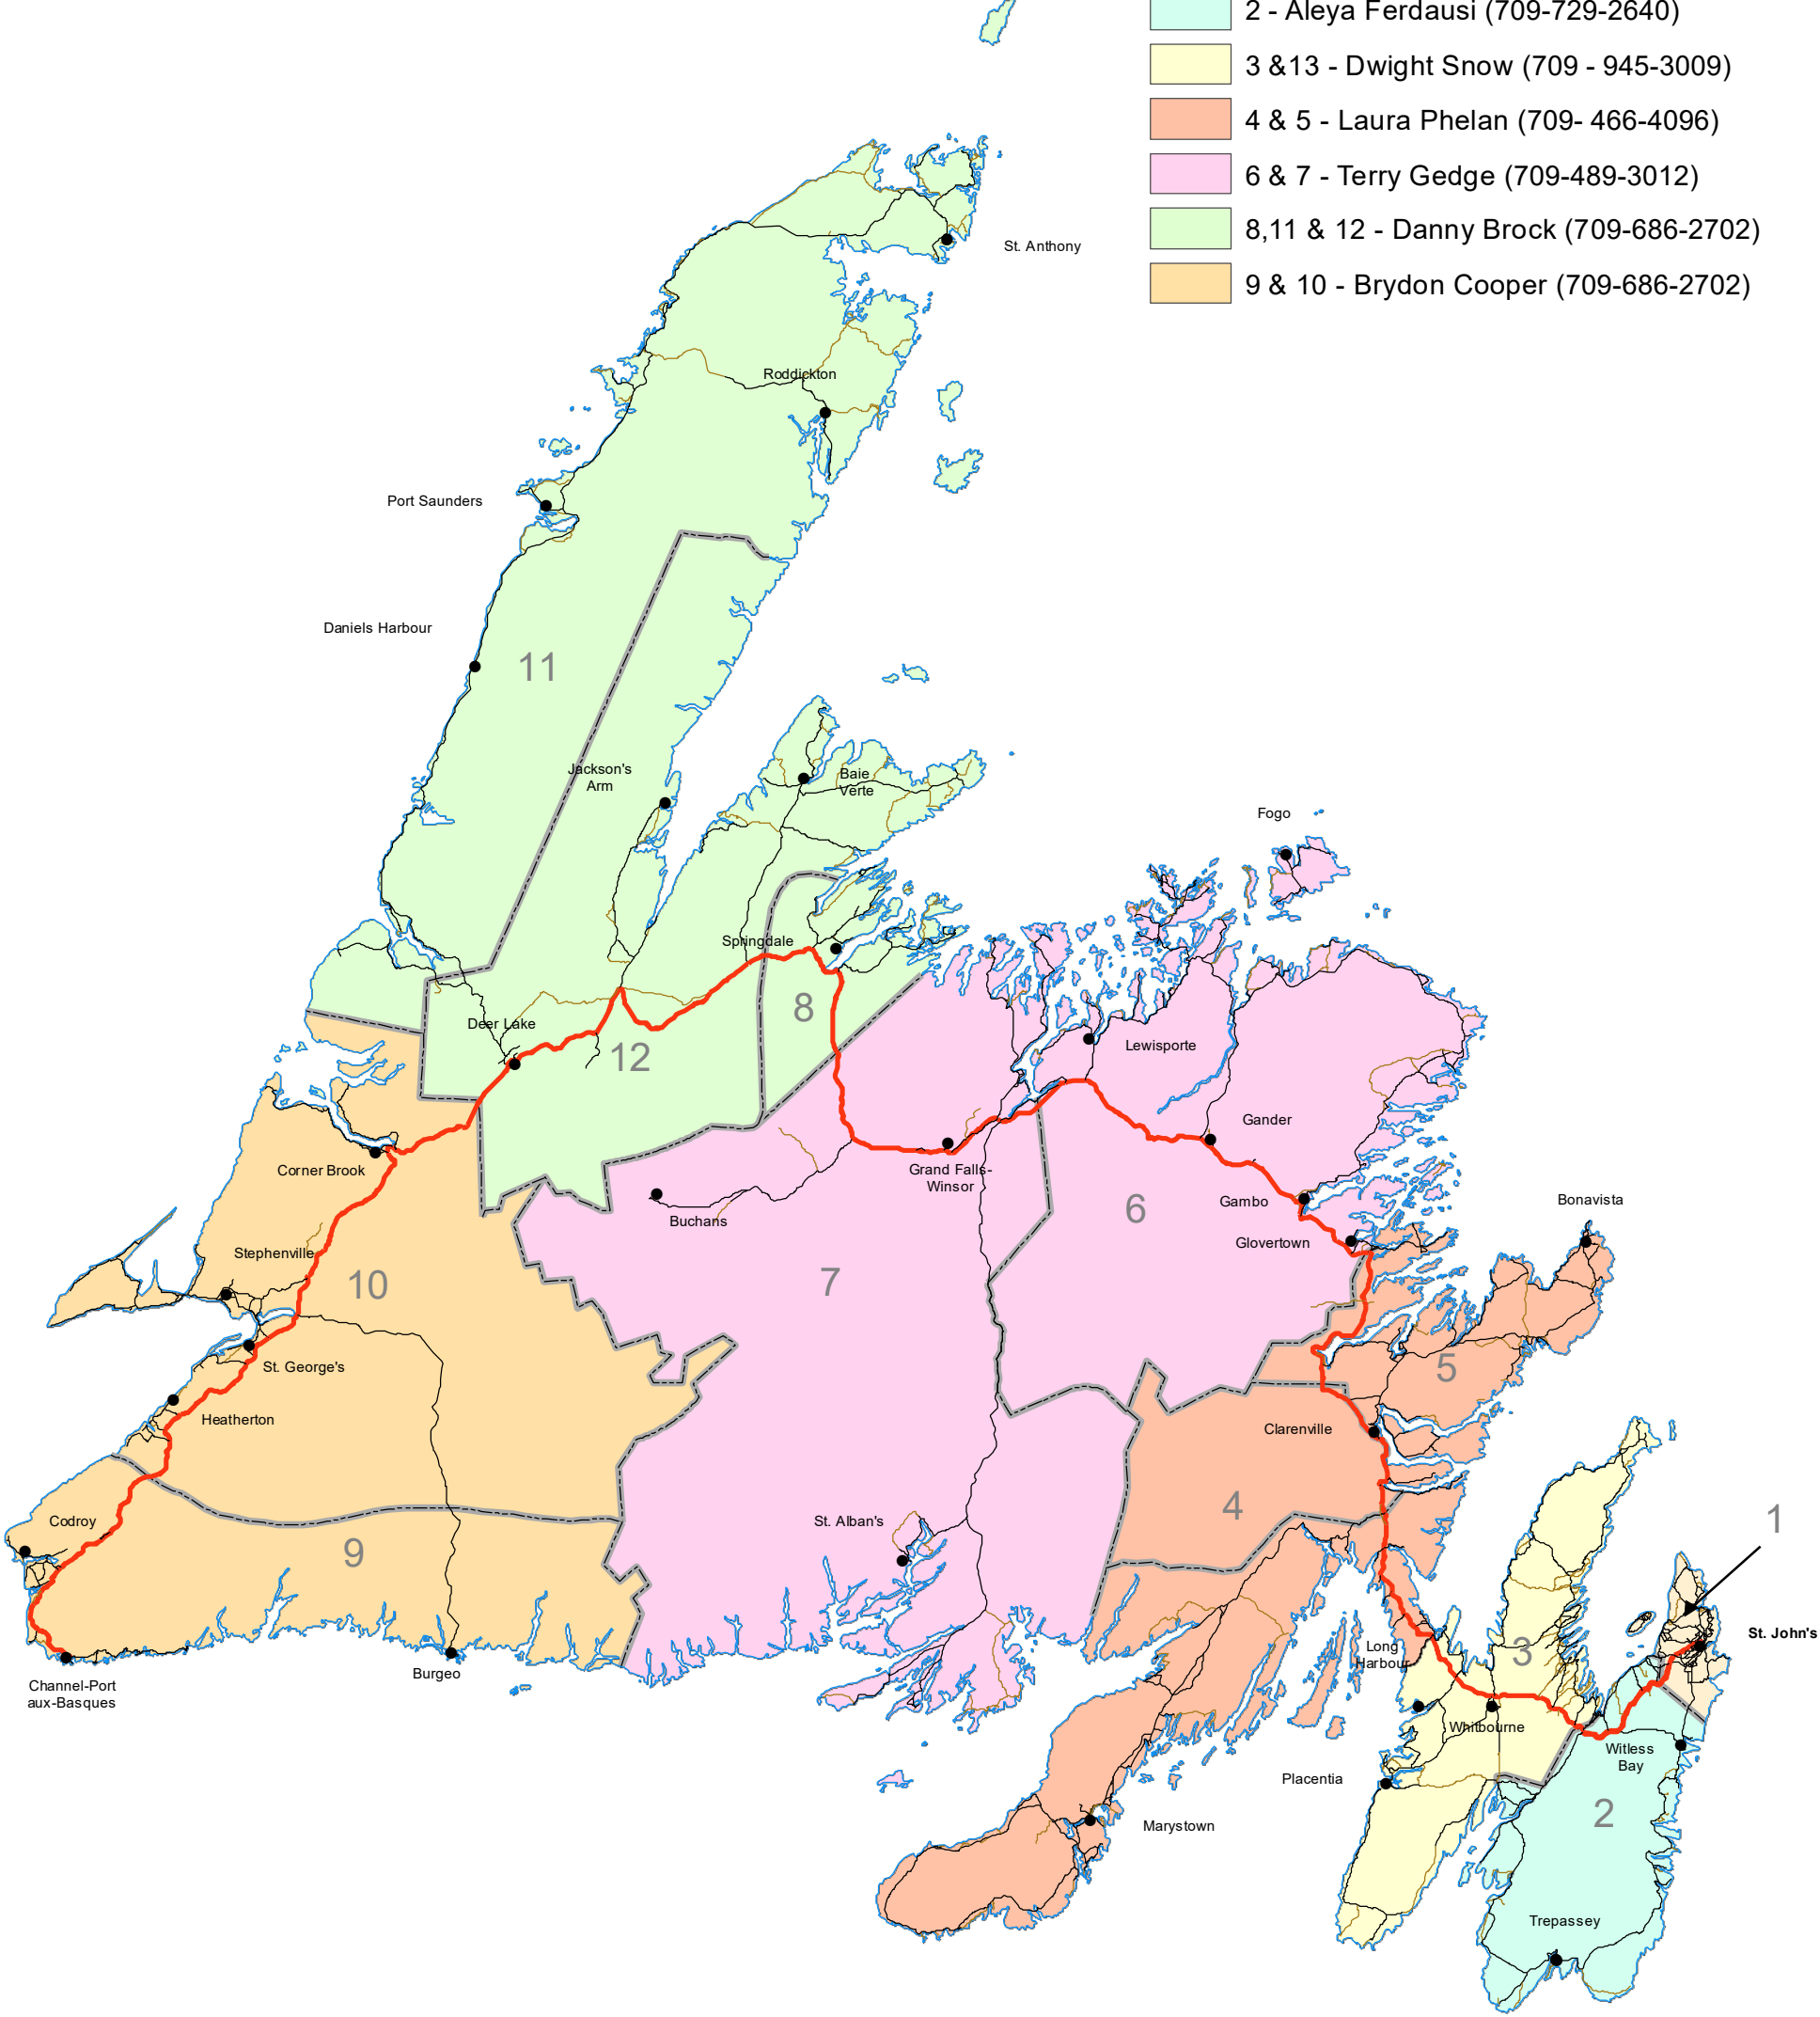 2 - Aleya Ferdausi (709-729-2640)
3 &13 - Dwight Snow (709 - 945-3009)
4 & 5 - Laura Phelan (709- 466-4096)
6 & 7 - Terry Gedge (709-489-3012)
8,11 & 12 - Danny Brock (709-686-2702)
9 & 10 - Brydon Cooper (709-686-2702)
St. Anthony
Roddickton
Port Saunders
Daniels Harbour
11
Jackson's
Arm
Baie
Verte
Fogo
Springdale
8
Deer Lake
12
Lewisporte
Gander
Corner Brook
Grand Falls-
Winsor
Buchans
6
Gambo
Bonavista
Glovertown
Stephenville
10
7
St. George's
5
Heatherton
Clarenville
4
Codroy
St. Alban's
1
9
Long
Harbour
3
St. John's
Burgeo
Channel-Port
aux-Basques
Whitbourne
Witless
Bay
Placentia
2
Marystown
Trepassey